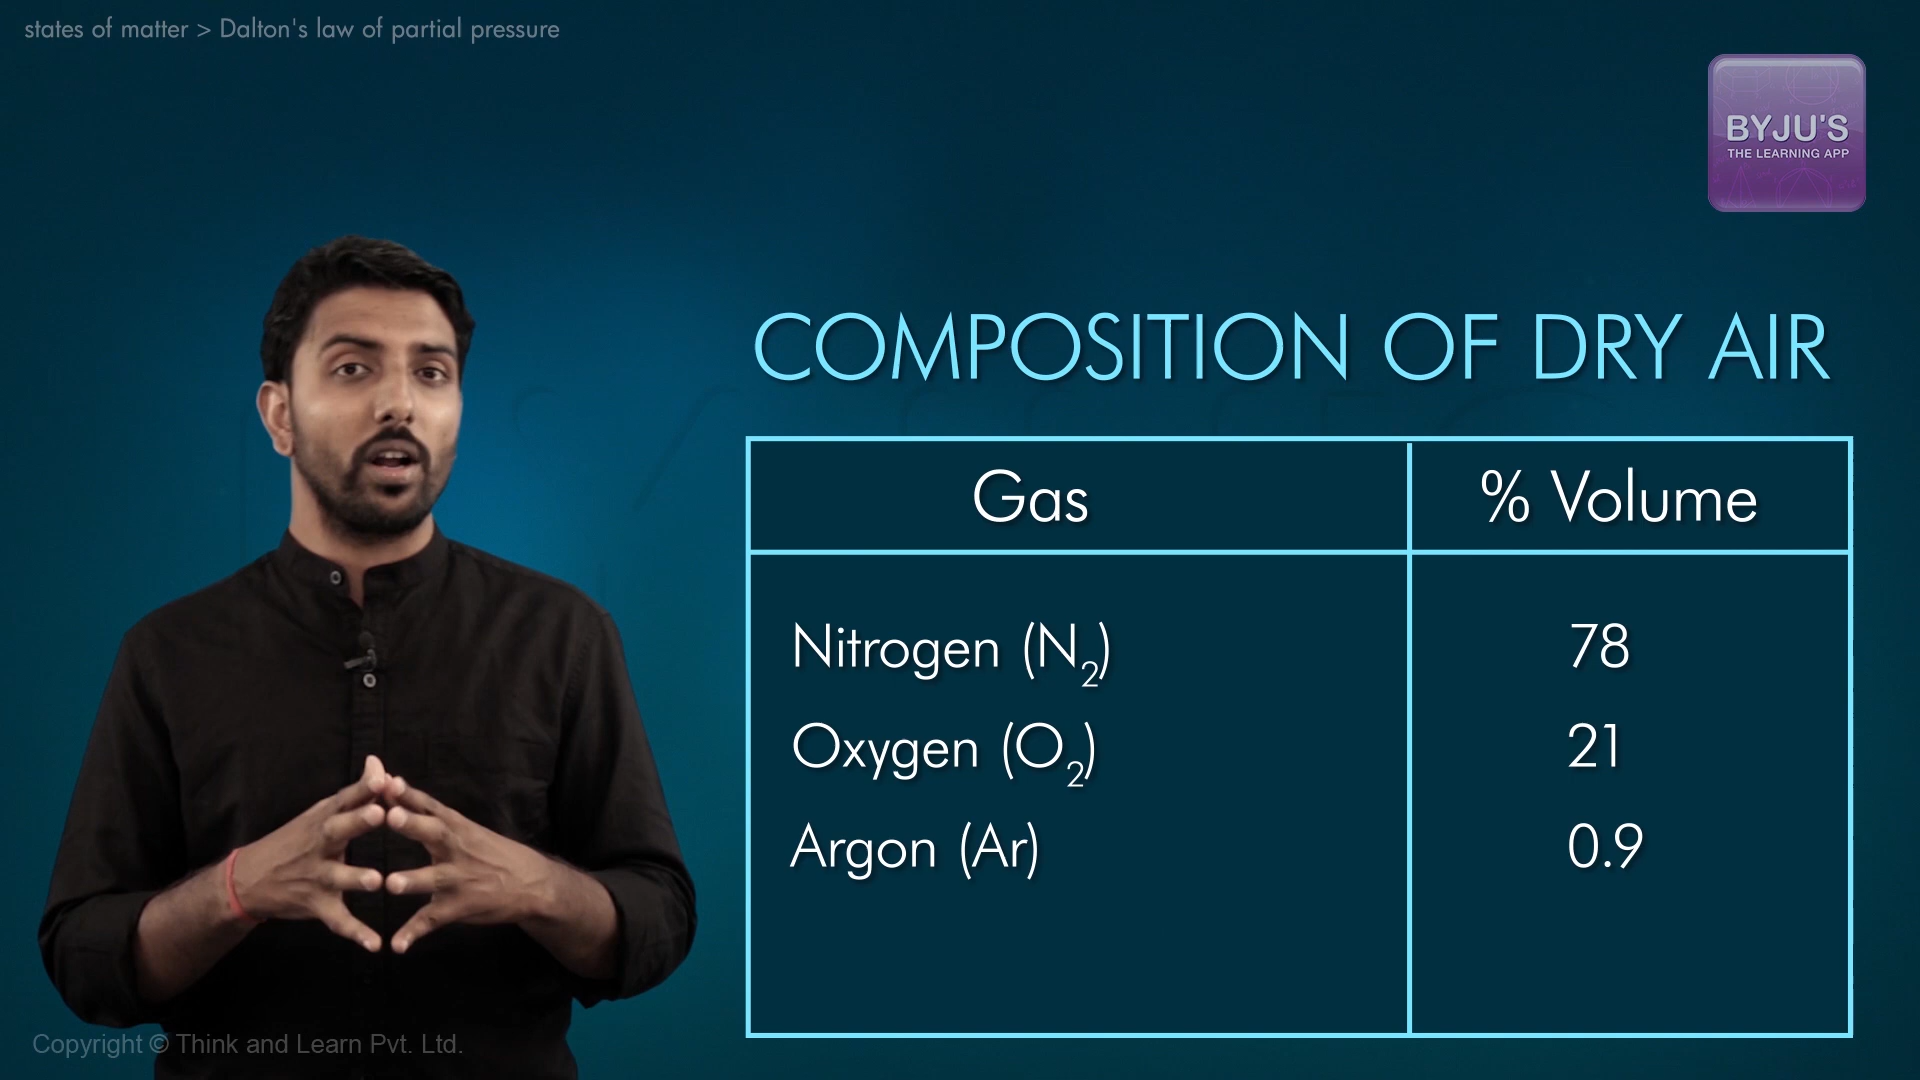 states of matter > Dalton's law of partial pressure
BYJU'S
THE LEARNING APP
COMPOSITION OF DRY AIR
Gas % Volume
Nitrogen (N₂) 78
Oxygen (O₂) 21
Argon (Ar) 0.9
Copyright © Think and Learn Pvt. Ltd.